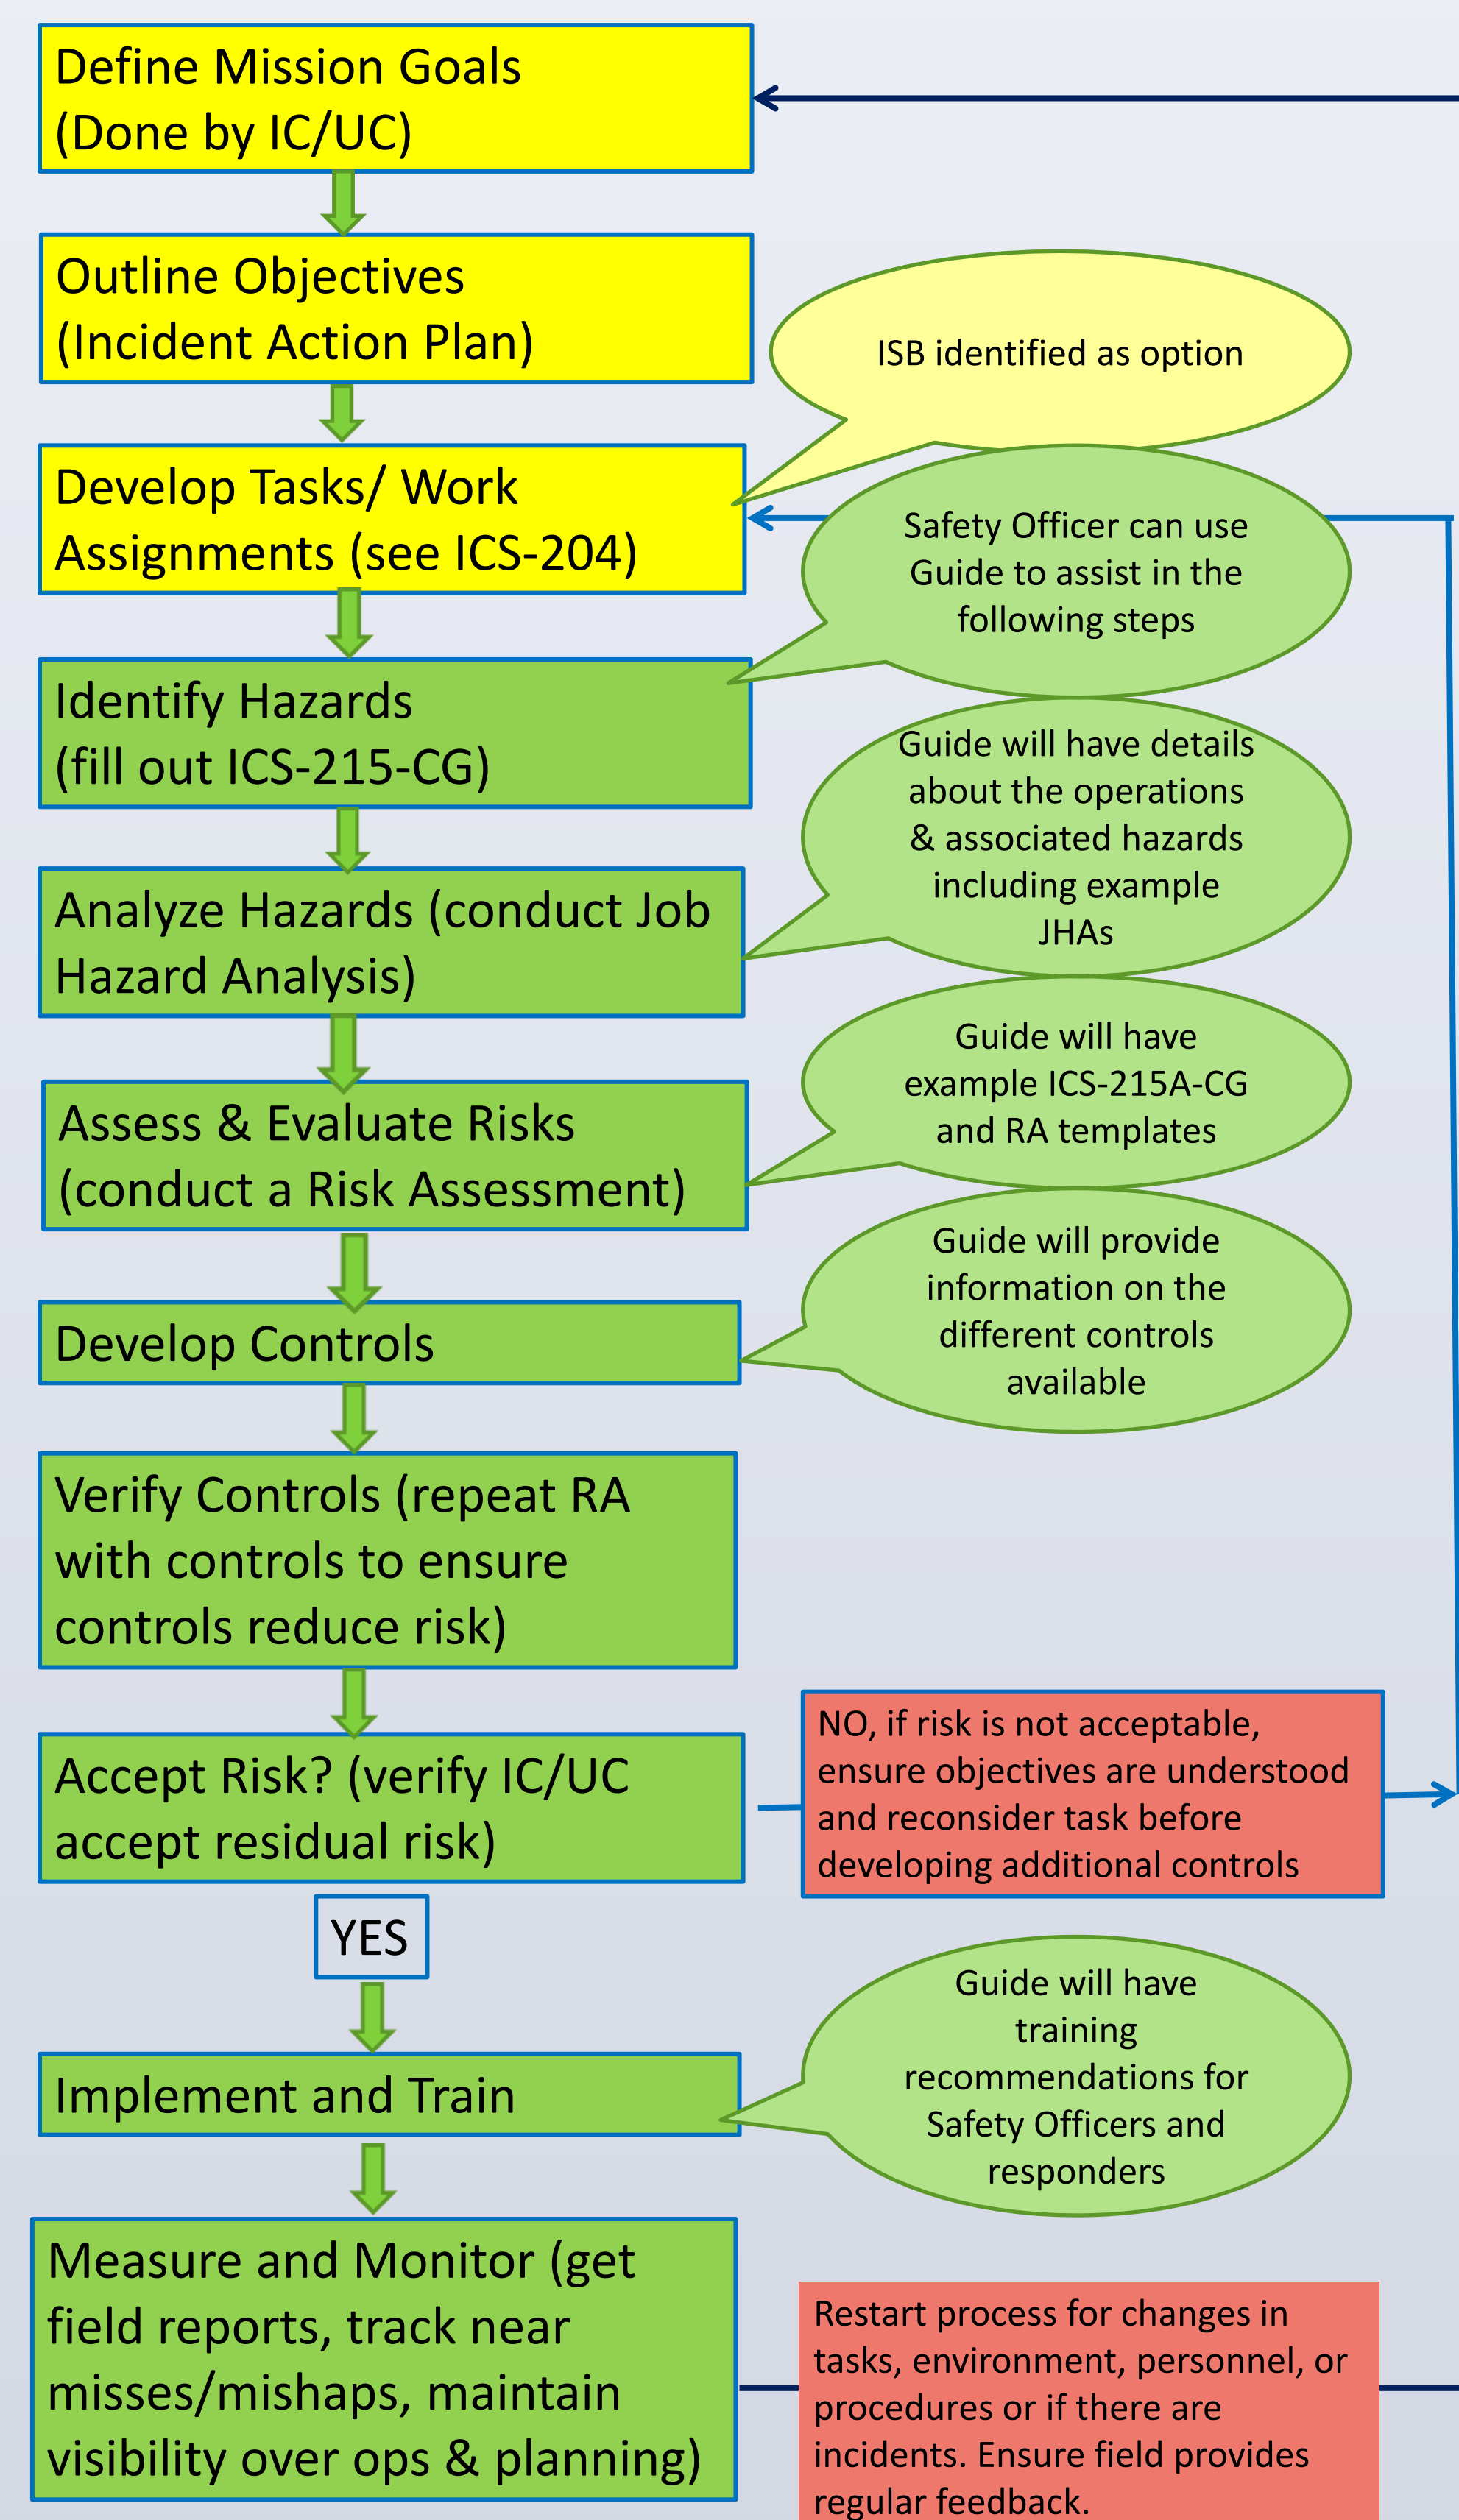 Define Mission Goals
(Done by IC/UC)
Outline Objectives
(Incident Action Plan)
ISB identified as option
Develop Tasks/ Work
Assignments (see ICS-204)
Safety Officer can use
Guide to assist in the
following steps
Identify Hazards
(fill out ICS-215-CG)
Guide will have details
about the operations
& associated hazards
including example
JHAs
Analyze Hazards (conduct Job
Hazard Analysis)
Guide will have
example ICS-215A-CG
and RA templates
Assess & Evaluate Risks
(conduct a Risk Assessment)
Guide will provide
information on the
different controls
available
Develop Controls
Verify Controls (repeat RA
with controls to ensure
controls reduce risk)
Accept Risk? (verify IC/UC
accept residual risk)
NO, if risk is not acceptable,
ensure objectives are understood
and reconsider task before
developing additional controls
YES
Implement and Train
Guide will have
training
recommendations for
Safety Officers and
responders
Measure and Monitor (get
field reports, track near
misses/mishaps, maintain
visibility over ops & planning)
Restart process for changes in
tasks, environment, personnel, or
procedures or if there are
incidents. Ensure field provides
regular feedback.